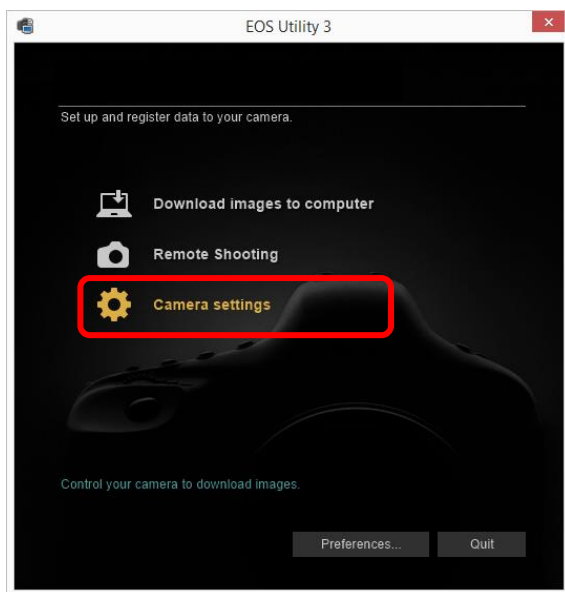 EOS Utility 3
Set up and register data to your camera.
Download images to computer
Remote Shooting
Camera settings
Control your camera to download images.
Preferences... Quit